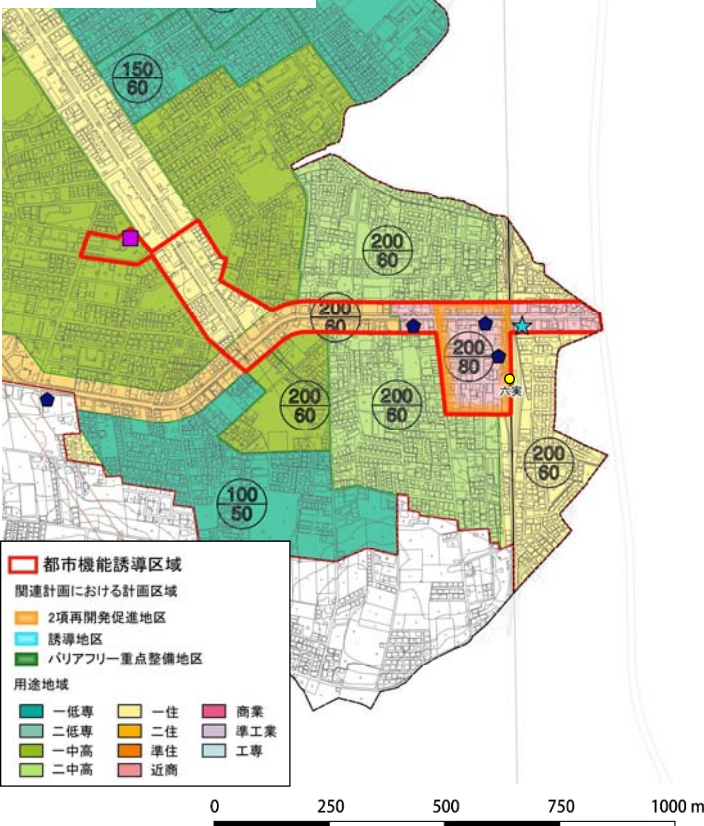 150
60
200
60
200
60
200
80
六実
200
60
200
60
200
60
100
50
都市機能誘導区域
関連計画における計画区域
2項再開発促進地区
誘導地区
バリアフリー重点整備地区
用途地域
一低専 一住 商業
二低専 二住 準工業
一中高 準住 工専
二中高 近商
0 250 500 750 1000 m